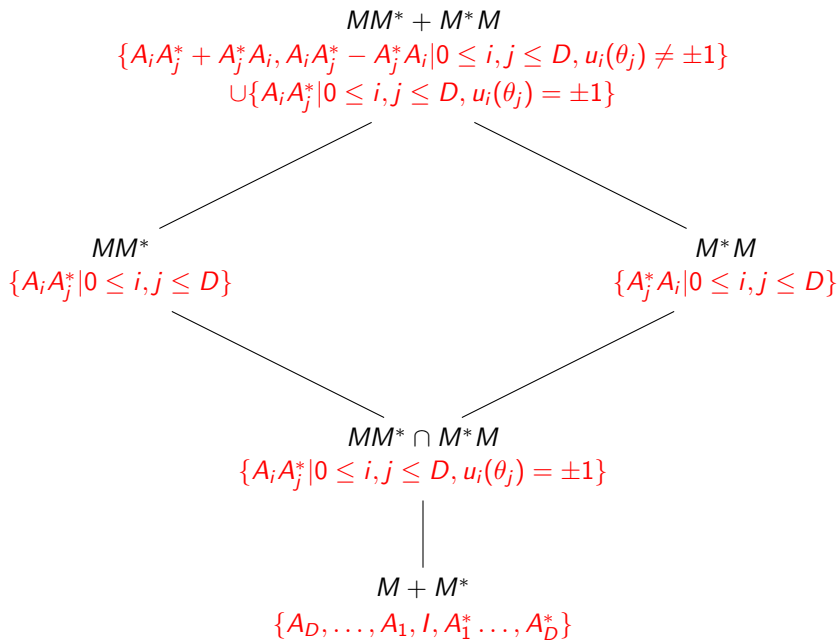 MM* + M*M
{A_iA_j^* + A_j^*A_i, A_iA_j^* − A_j^*A_i|0 ≤ i, j ≤ D, u_i(θ_j) ≠ ±1}
∪{A_iA_j^*|0 ≤ i, j ≤ D, u_i(θ_j) = ±1}
MM*
{A_iA_j^*|0 ≤ i, j ≤ D}
M*M
{A_j^*A_i|0 ≤ i, j ≤ D}
MM* ∩ M*M
{A_iA_j^*|0 ≤ i, j ≤ D, u_i(θ_j) = ±1}
M + M*
{A_D, . . . , A_1, I, A_1^* . . . , A_D^*}